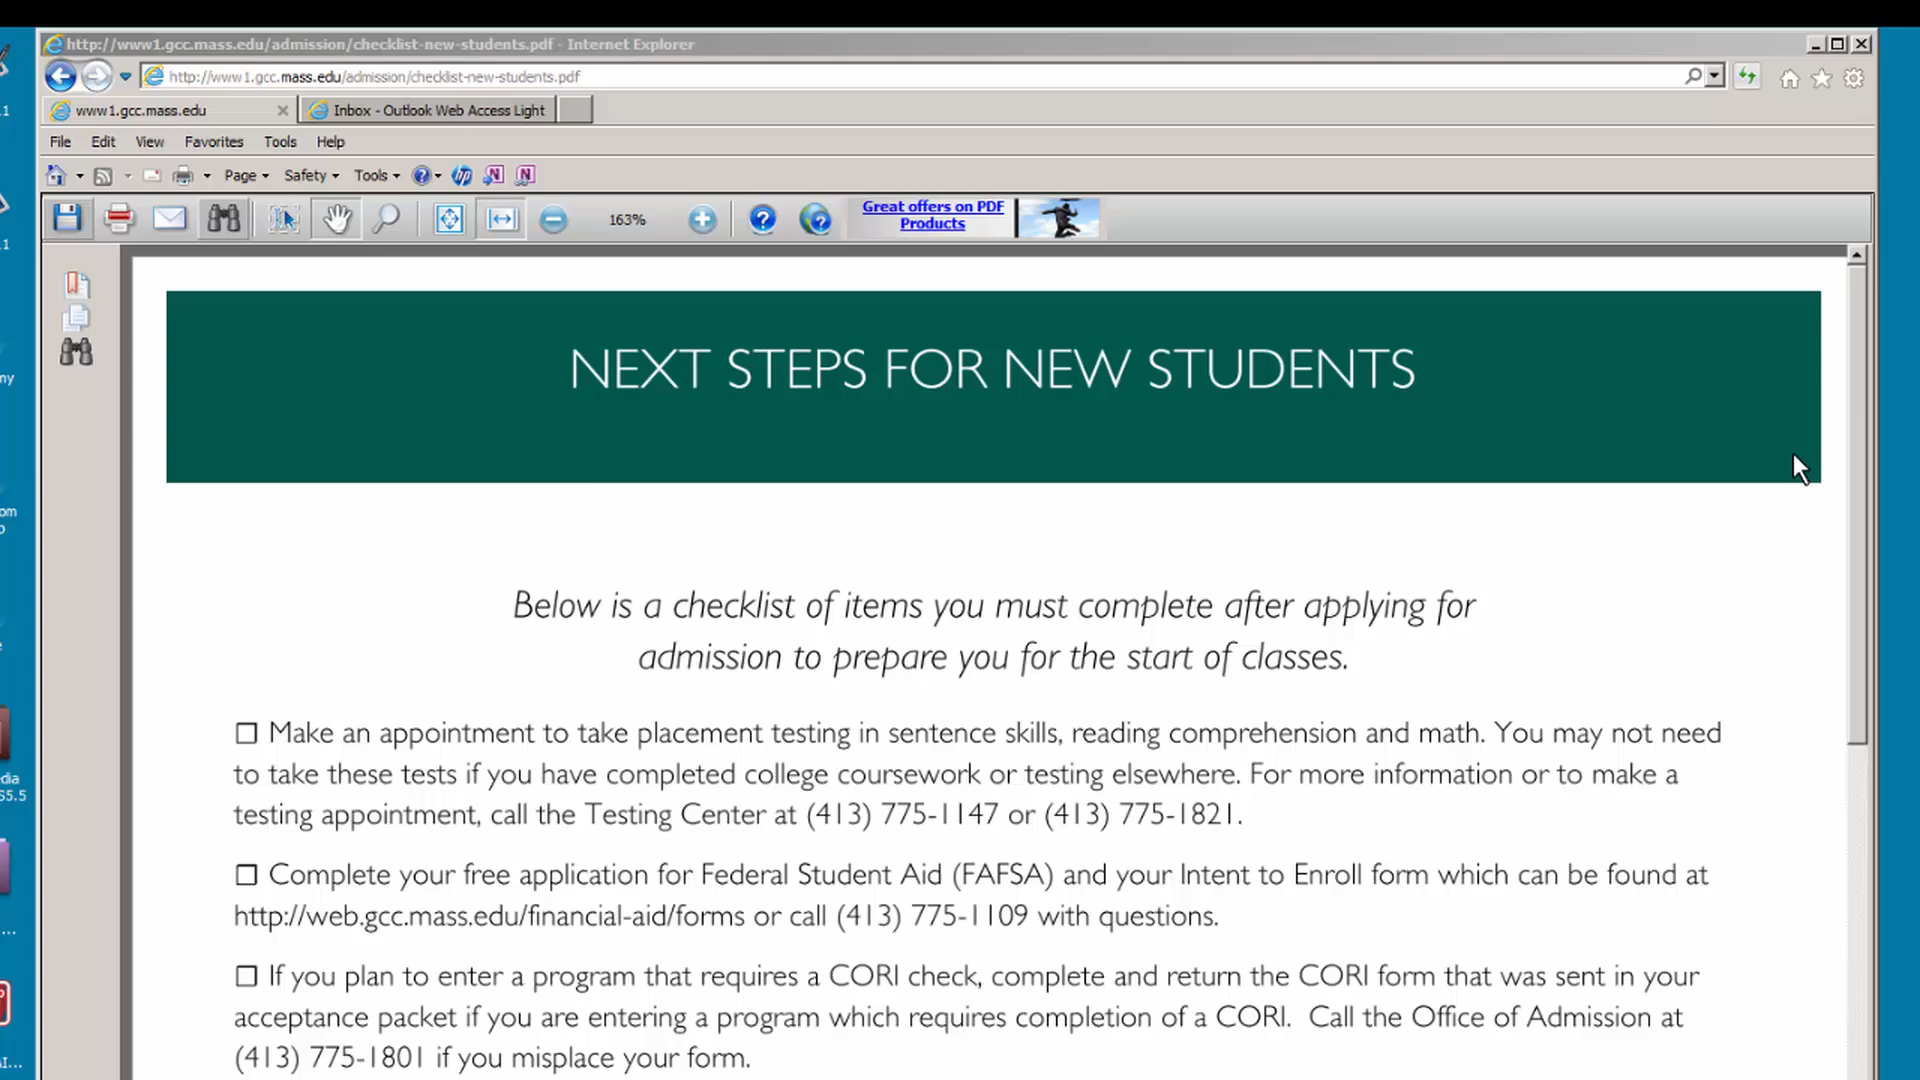 http://www1.gcc.mass.edu/admission/checklist-new-students.pdf - Internet Explorer
http://www1.gcc.mass.edu/admission/checklist-new-students.pdf
www1.gcc.mass.edu
Inbox - Outlook Web Access Light
File Edit View Favorites Tools Help
Page Safety Tools
163%
Great offers on PDF
Products
NEXT STEPS FOR NEW STUDENTS
Below is a checklist of items you must complete after applying for
admission to prepare you for the start of classes.
☐ Make an appointment to take placement testing in sentence skills, reading comprehension and math. You may not need
to take these tests if you have completed college coursework or testing elsewhere. For more information or to make a
testing appointment, call the Testing Center at (413) 775-1147 or (413) 775-1821.
☐ Complete your free application for Federal Student Aid (FAFSA) and your Intent to Enroll form which can be found at
http://web.gcc.mass.edu/financial-aid/forms or call (413) 775-1109 with questions.
☐ If you plan to enter a program that requires a CORI check, complete and return the CORI form that was sent in your
acceptance packet if you are entering a program which requires completion of a CORI.  Call the Office of Admission at
(413) 775-1801 if you misplace your form.